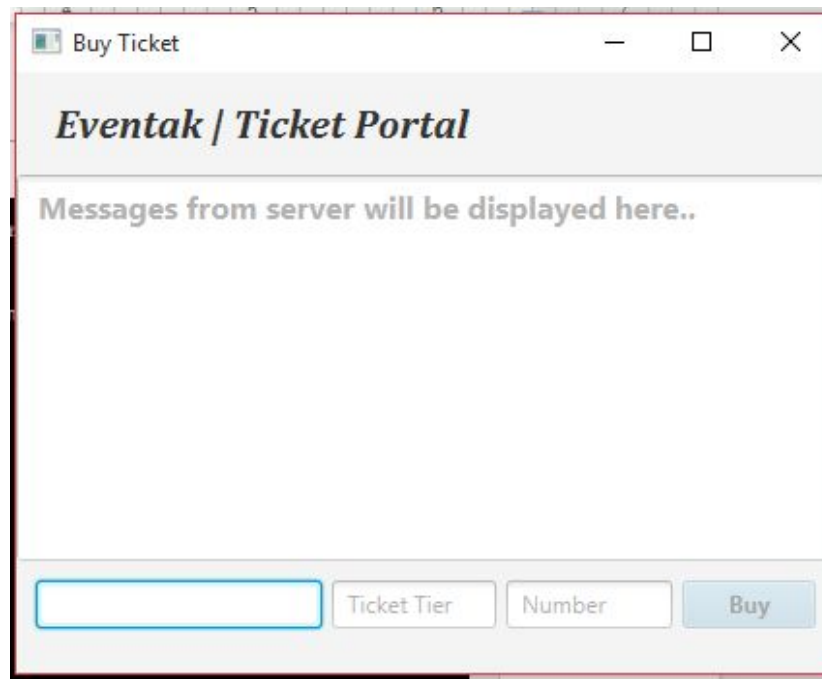 Buy Ticket
Eventak | Ticket Portal
Messages from server will be displayed here..
Ticket Tier Number Buy